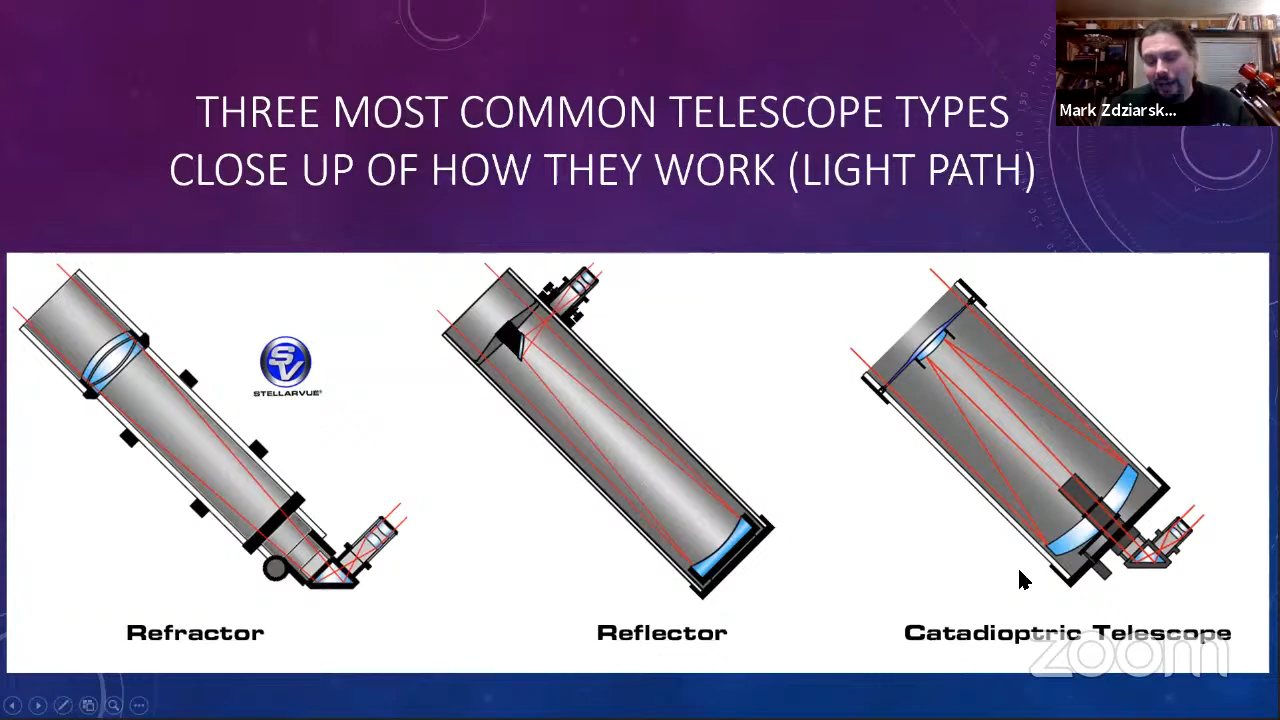 THREE MOST COMMON TELESCOPE TYPES
CLOSE UP OF HOW THEY WORK (LIGHT PATH)
Mark Zdziarsk...
SV
STELLARVUE®
Refractor
Reflector
Catadioptric Telescope
zoom